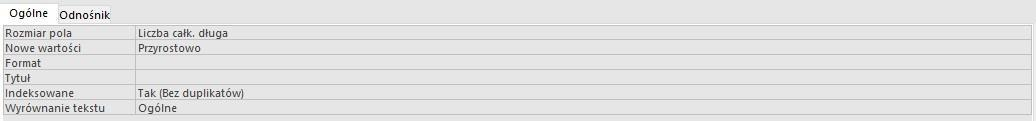 Ogólne Odnośnik
Rozmiar pola Liczba całk. długa
Nowe wartości Przyrostowo
Format
Tytuł
Indeksowane Tak (Bez duplikatów)
Wyrównanie tekstu Ogólne